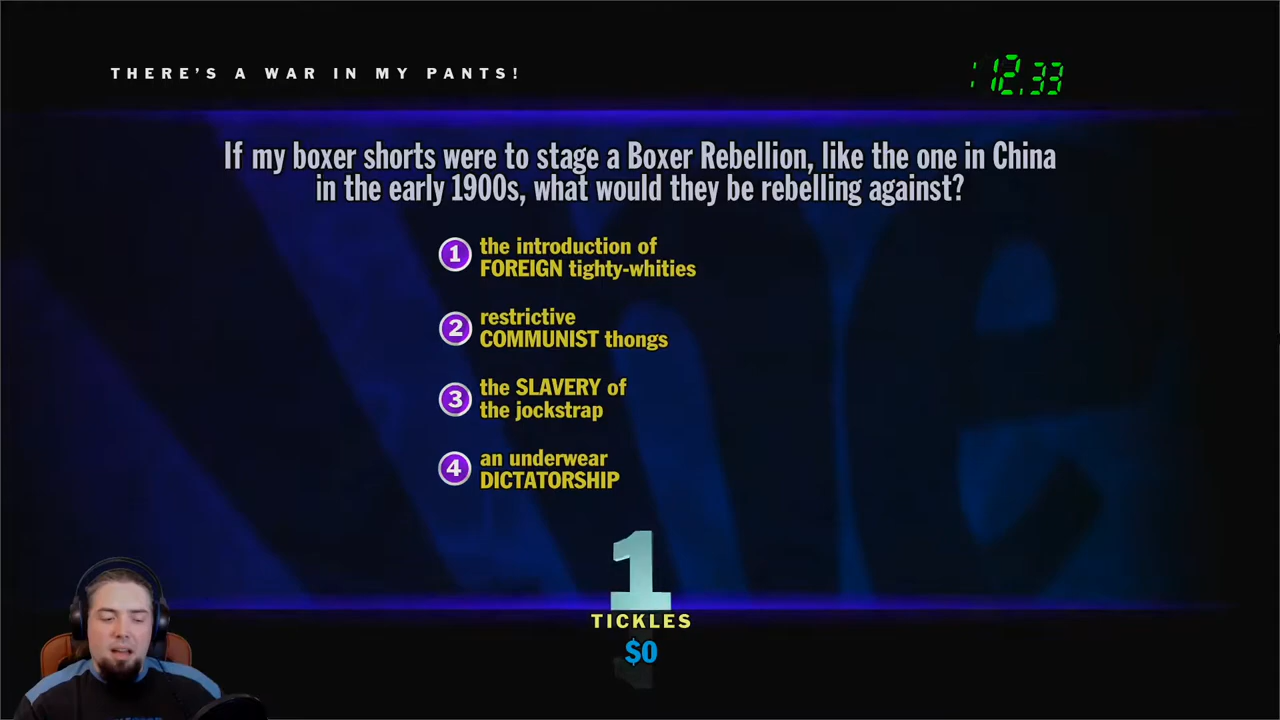 THERE'S A WAR IN MY PANTS!
:12.33
If my boxer shorts were to stage a Boxer Rebellion, like the one in China
in the early 1900s, what would they be rebelling against?
1 the introduction of
FOREIGN tighty-whities
2 restrictive
COMMUNIST thongs
3 the SLAVERY of
the jockstrap
4 an underwear
DICTATORSHIP
1
TICKLES
$0